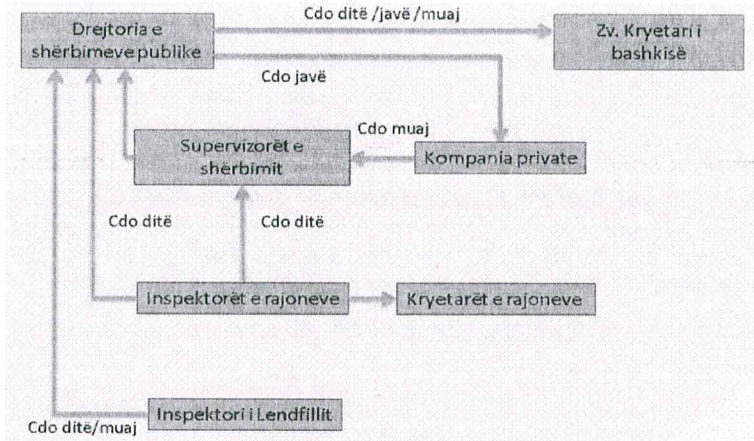 Cdo ditë /javë /muaj
Drejtoria e
shërbimeve publike
Zv. Kryetari i
bashkisë
Cdo javë
Cdo muaj
Supervizorët e
shërbimit
Kompania private
Cdo ditë
Cdo ditë
Inspektorët e rajoneve
Kryetarët e rajoneve
Inspektori i Lendfillit
Cdo ditë/muaj